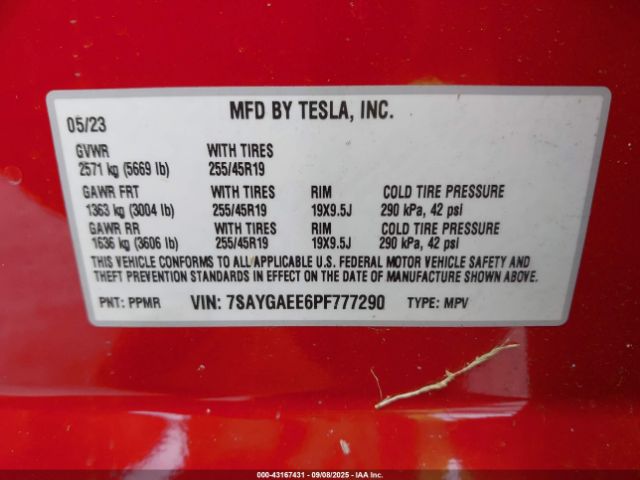 MFD BY TESLA, INC.
05/23
GVWR WITH TIRES
2571 kg (5669 lb) 255/45R19
GAWR FRT WITH TIRES RIM COLD TIRE PRESSURE
1363 kg (3004 lb) 255/45R19 19X9.5J 290 kPa, 42 psi
GAWR RR WITH TIRES RIM COLD TIRE PRESSURE
1636 kg (3606 lb) 255/45R19 19X9.5J 290 kPa, 42 psi
THIS VEHICLE CONFORMS TO ALL APPLICABLE U.S. FEDERAL MOTOR VEHICLE SAFETY AND
THEFT PREVENTION STANDARDS IN EFFECT ON THE DATE OF MANUFACTURE SHOWN ABOVE.
PNT: PPMR VIN: 7SAYGAEE6PF777290 TYPE: MPV
000-43167431 - 09/08/2025 - IAA Inc.